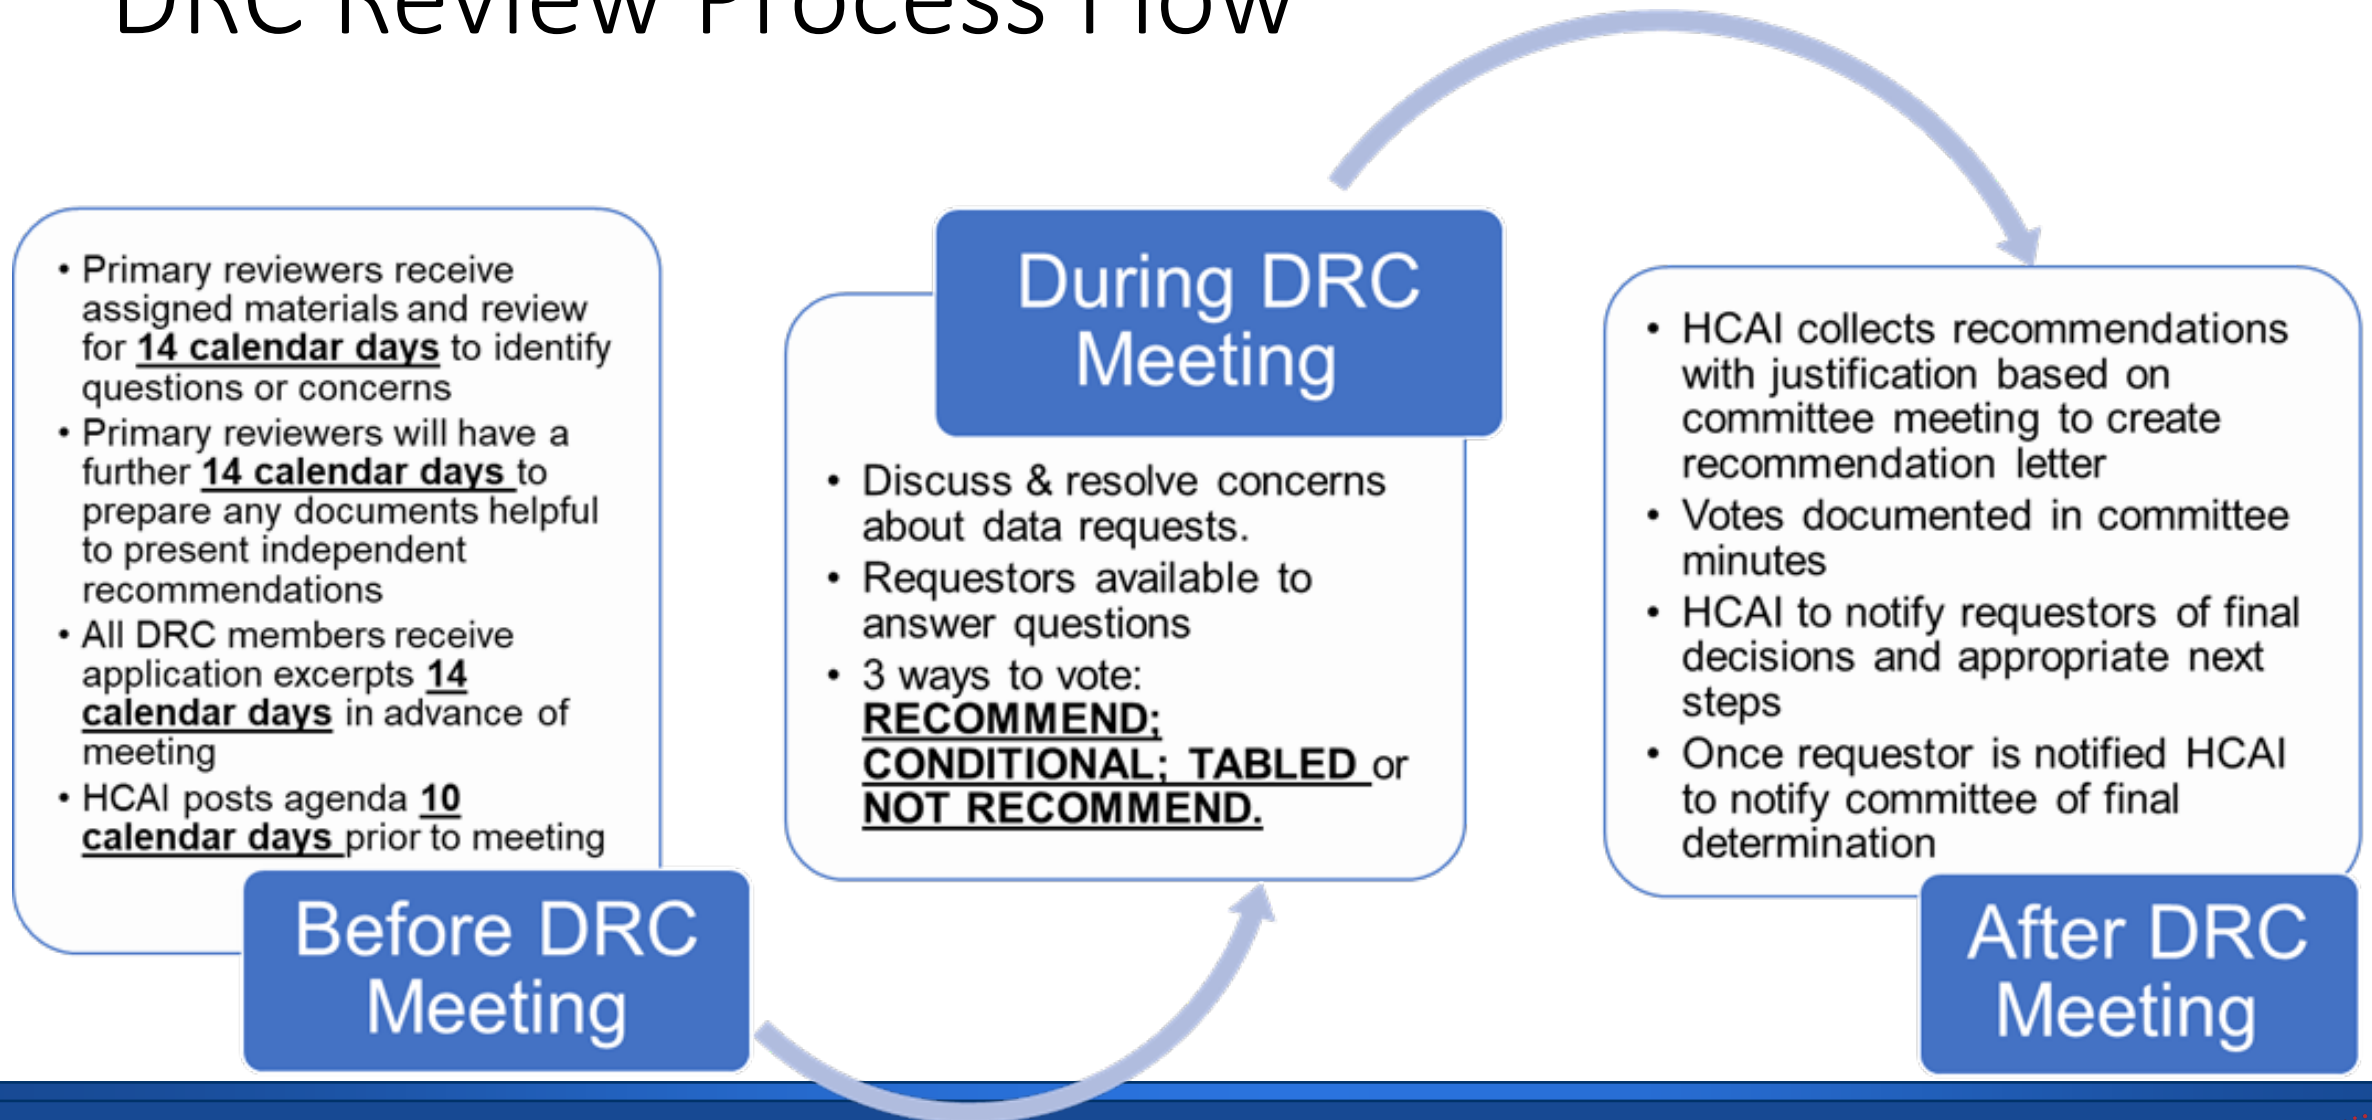 DRC Review Process Flow
• Primary reviewers receive
assigned materials and review
for 14 calendar days to identify
questions or concerns
• Primary reviewers will have a
further 14 calendar days to
prepare any documents helpful
to present independent
recommendations
• All DRC members receive
application excerpts 14
calendar days in advance of
meeting
• HCAI posts agenda 10
calendar days prior to meeting
Before DRC
Meeting
During DRC
Meeting
• Discuss & resolve concerns
about data requests.
• Requestors available to
answer questions
• 3 ways to vote:
RECOMMEND;
CONDITIONAL; TABLED or
NOT RECOMMEND.
• HCAI collects recommendations
with justification based on
committee meeting to create
recommendation letter
• Votes documented in committee
minutes
• HCAI to notify requestors of final
decisions and appropriate next
steps
• Once requestor is notified HCAI
to notify committee of final
determination
After DRC
Meeting